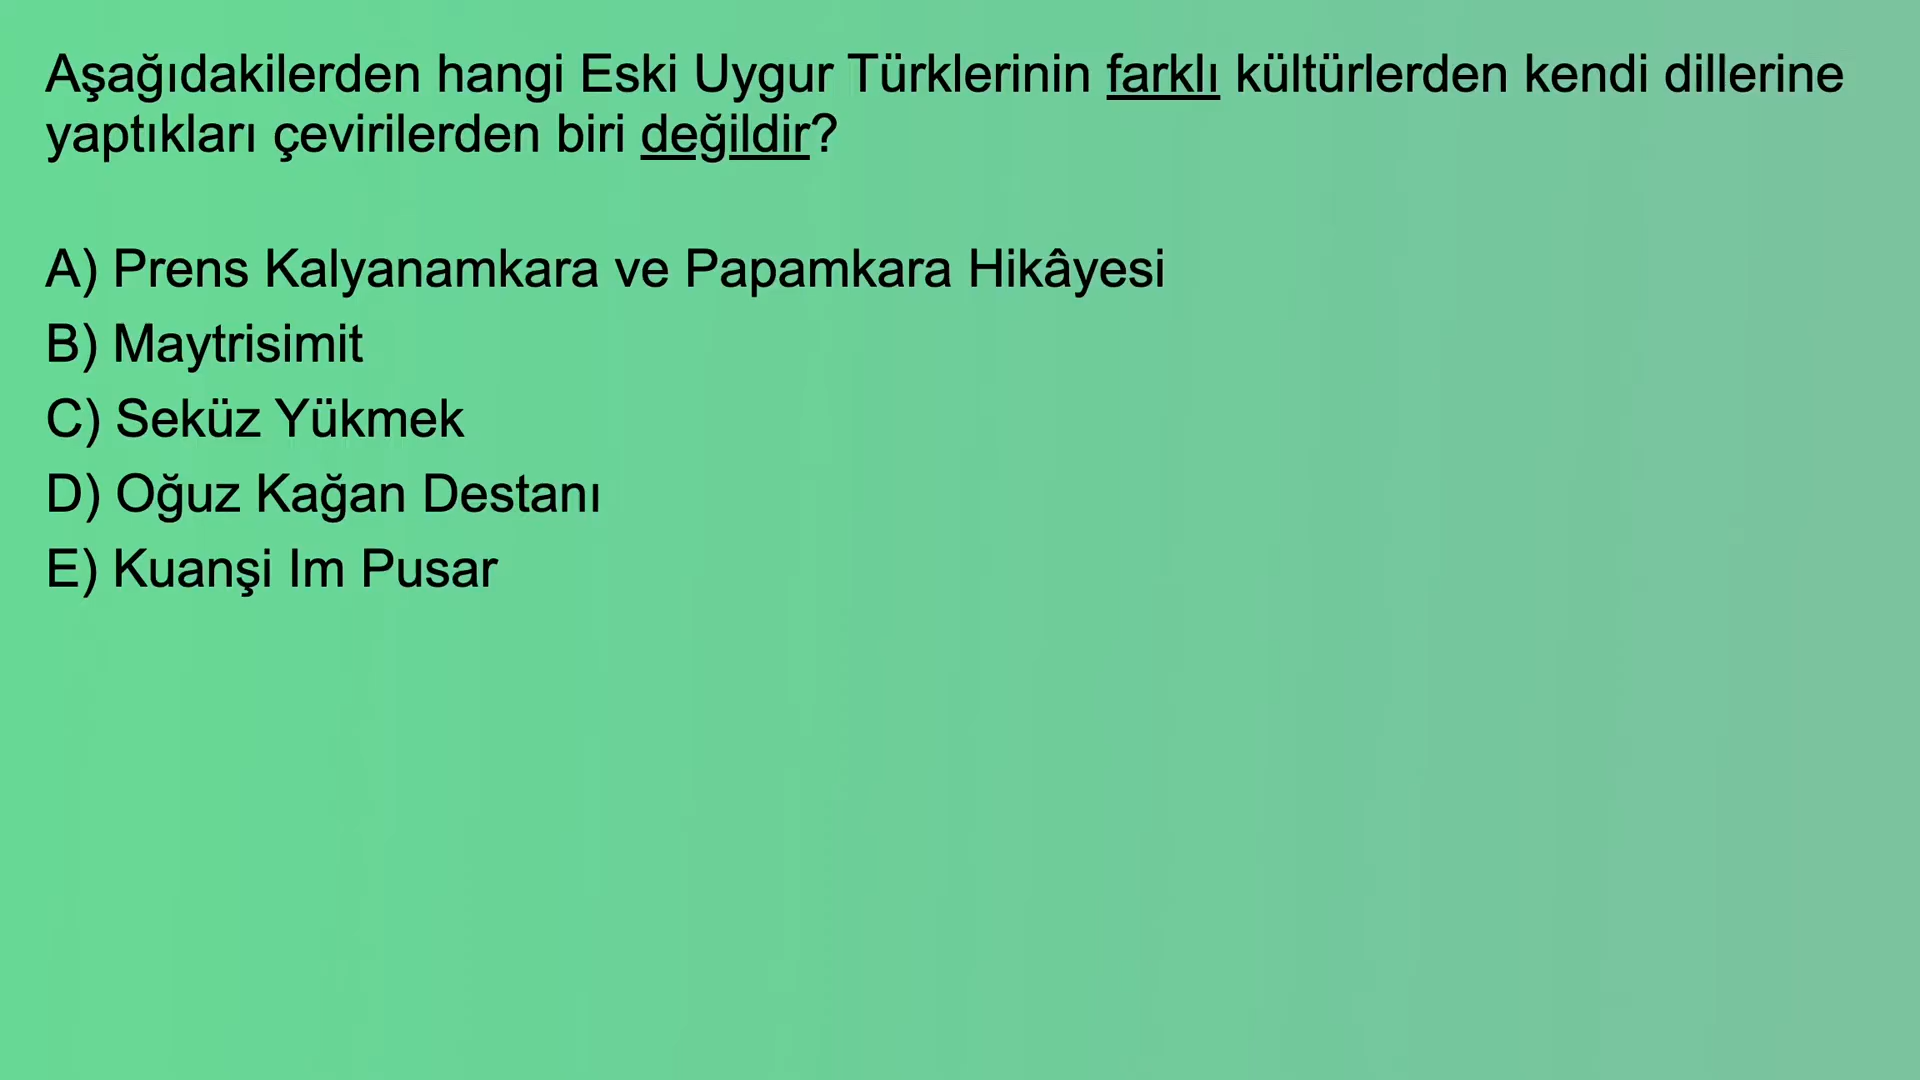 Aşağıdakilerden hangi Eski Uygur Türklerinin farklı kültürlerden kendi dillerine
yaptıkları çevirilerden biri değildir?
A) Prens Kalyanamkara ve Papamkara Hikâyesi
B) Maytrisimit
C) Seküz Yükmek
D) Oğuz Kağan Destanı
E) Kuanşi Im Pusar